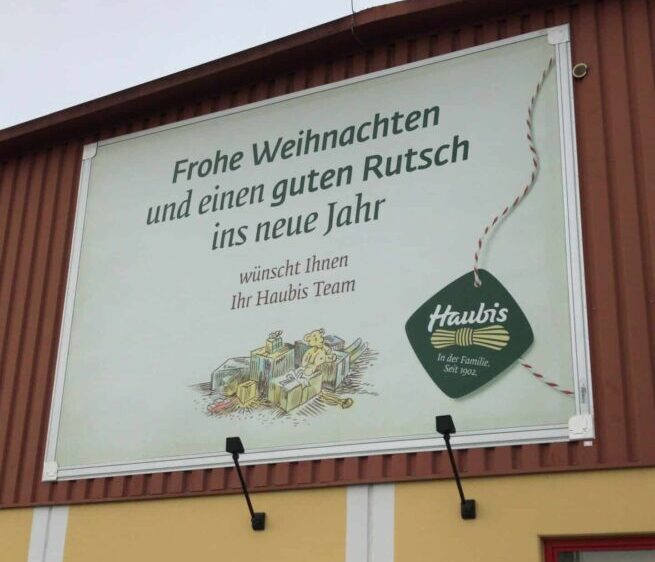 Frohe Weihnachten
und einen guten Rutsch
ins neue Jahr
wünscht Ihnen
Ihr Haubis Team
Haubis
In der Familie.
Seit 1902.